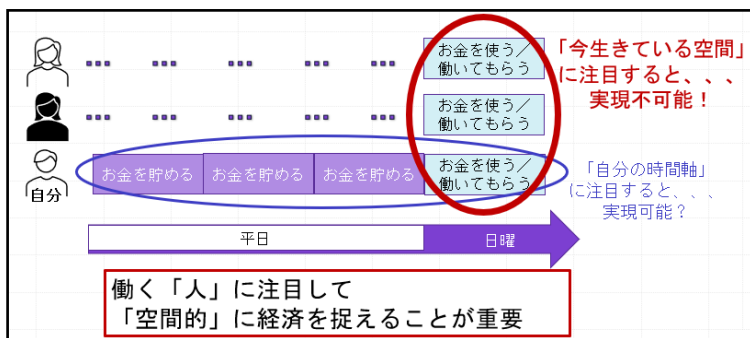 お金を使う／
働いてもらう
「今生きている空間」
に注目すると、、、
実現不可能！
お金を使う／
働いてもらう
自分
お金を貯める
お金を貯める
お金を貯める
お金を使う／
働いてもらう
「自分の時間軸」
に注目すると、、、
実現可能？
平日
日曜
働く「人」に注目して
「空間的」に経済を捉えることが重要